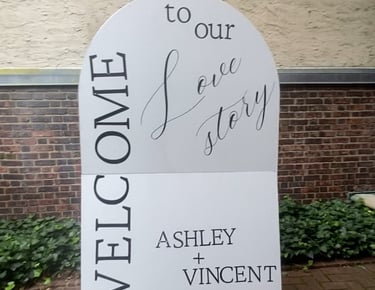 WELCOME
to
our
Love
story
ASHLEY
+
VINCENT